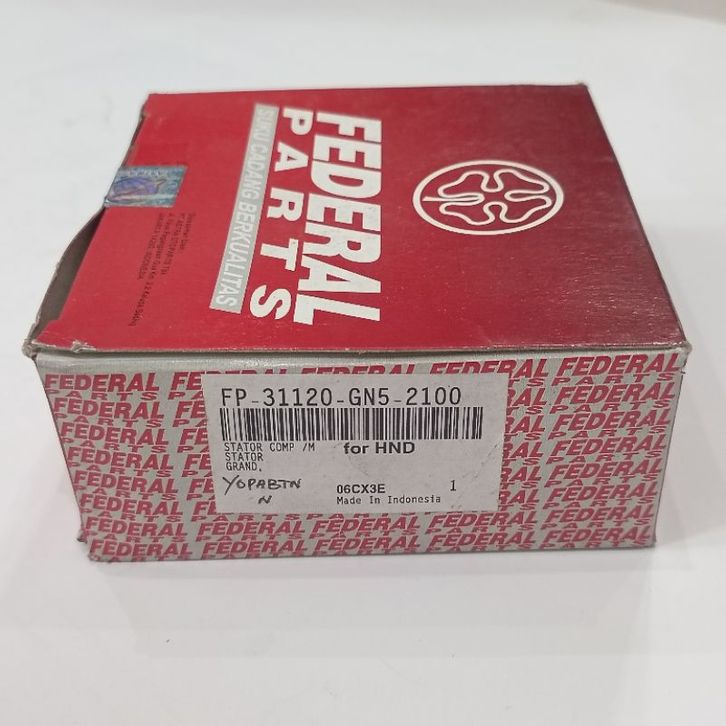 FEDERAL
PARTS
SUKU CADANG BERKUALITAS
FP-31120-GN5-2100
STATOR COMP /M for HND
STATOR
GRAND.
YOPABTN
N
06CX3E 1
Made In Indonesia
FEDERAL
PARTS